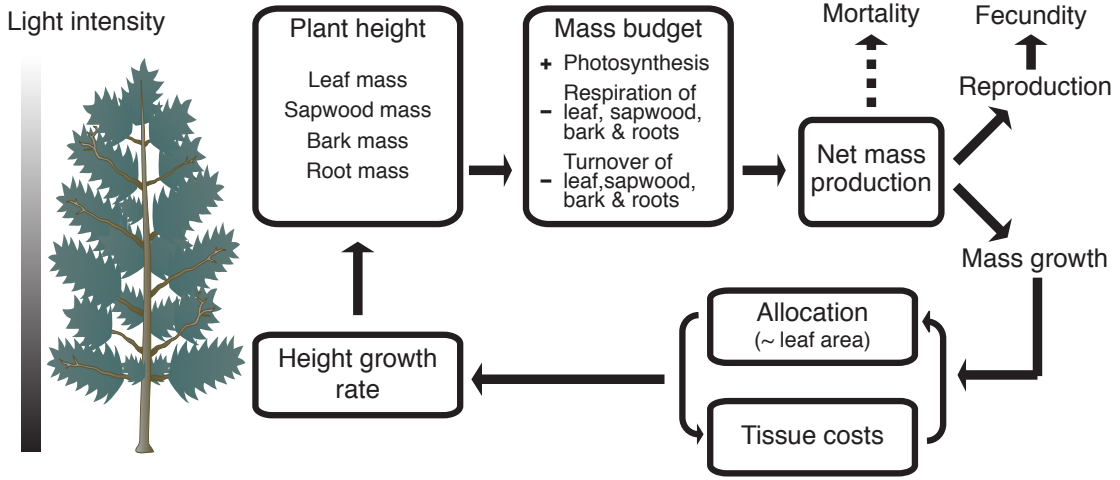 Light intensity
Plant height
Leaf mass
Sapwood mass
Bark mass
Root mass
Mass budget
+ Photosynthesis
Respiration of
– leaf, sapwood,
bark & roots
Turnover of
– leaf,sapwood,
bark & roots
Mortality
Fecundity
Reproduction
Net mass
production
Mass growth
Allocation
(~ leaf area)
Tissue costs
Height growth
rate